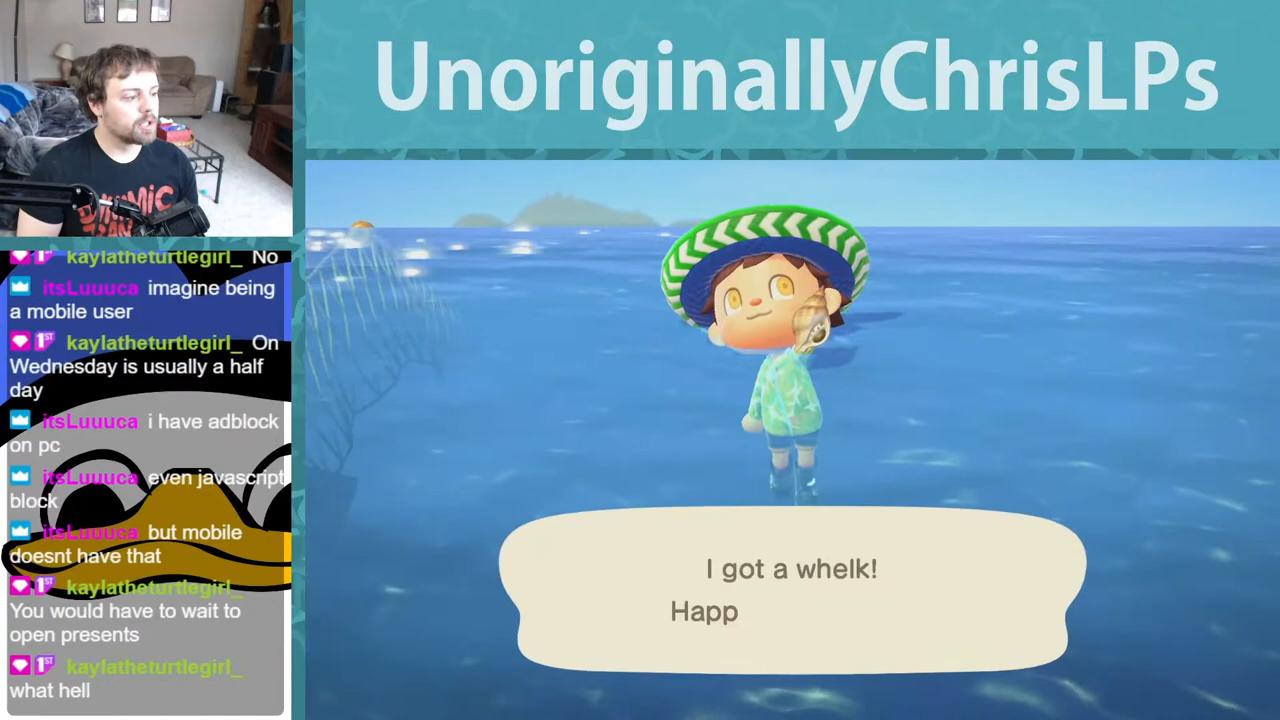 UnoriginallyChrisLPs
kaylatheturtlegirl_ No
itsLuuuca imagine being
a mobile user
kaylatheturtlegirl_ On
Wednesday is usually a half
day
itsLuuuca i have adblock
on pc
itsLuuuca even javascript
block
itsLuuuca but mobile
doesnt have that
kaylatheturtlegirl_
You would have to wait to
open presents
kaylatheturtlegirl_
what hell
I got a whelk!
Happ